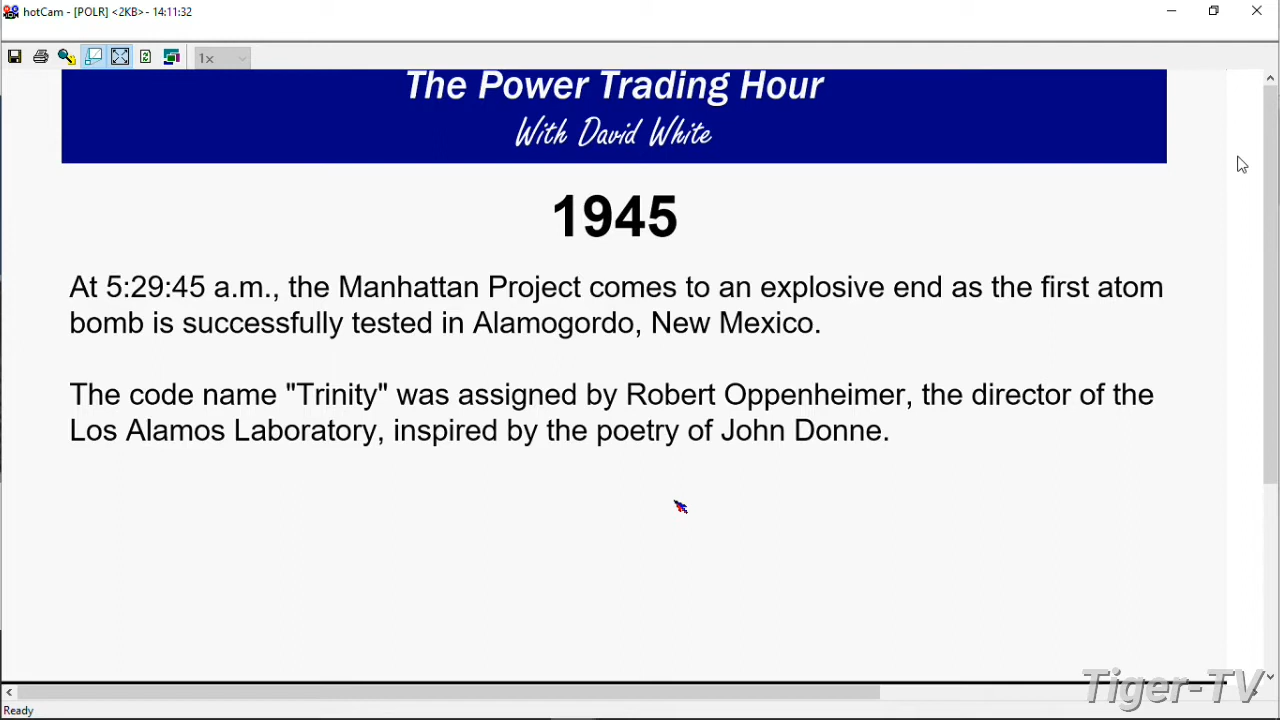 hotCam - [POLR] <2KB> - 14:11:32
1x
The Power Trading Hour
With David White
1945
At 5:29:45 a.m., the Manhattan Project comes to an explosive end as the first atom
bomb is successfully tested in Alamogordo, New Mexico.
The code name "Trinity" was assigned by Robert Oppenheimer, the director of the
Los Alamos Laboratory, inspired by the poetry of John Donne.
Tiger-TV
Ready